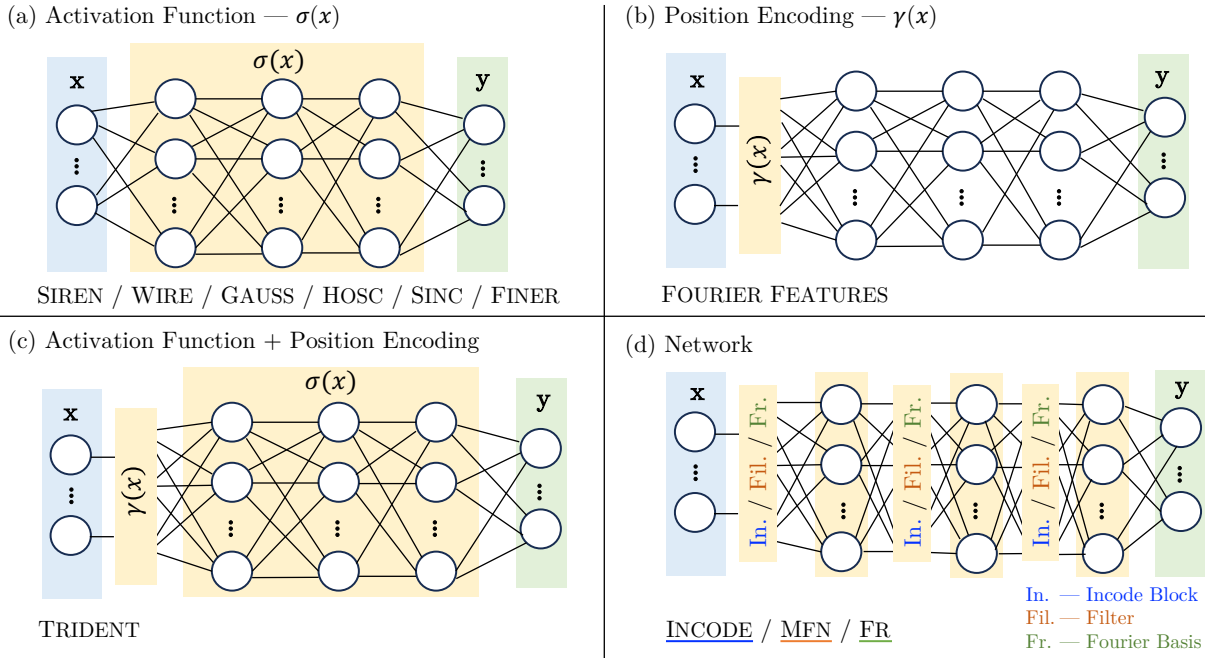 (a) Activation Function — σ(x)
σ(x)
x
y
SIREN / WIRE / GAUSS / HOSC / SINC / FINER
(b) Position Encoding — γ(x)
x
γ(x)
y
FOURIER FEATURES
(c) Activation Function + Position Encoding
σ(x)
x
γ(x)
y
TRIDENT
(d) Network
x
In. / Fil. / Fr.
In. / Fil. / Fr.
In. / Fil. / Fr.
y
In. — Incode Block
Fil. — Filter
Fr. — Fourier Basis
INCODE / MFN / FR